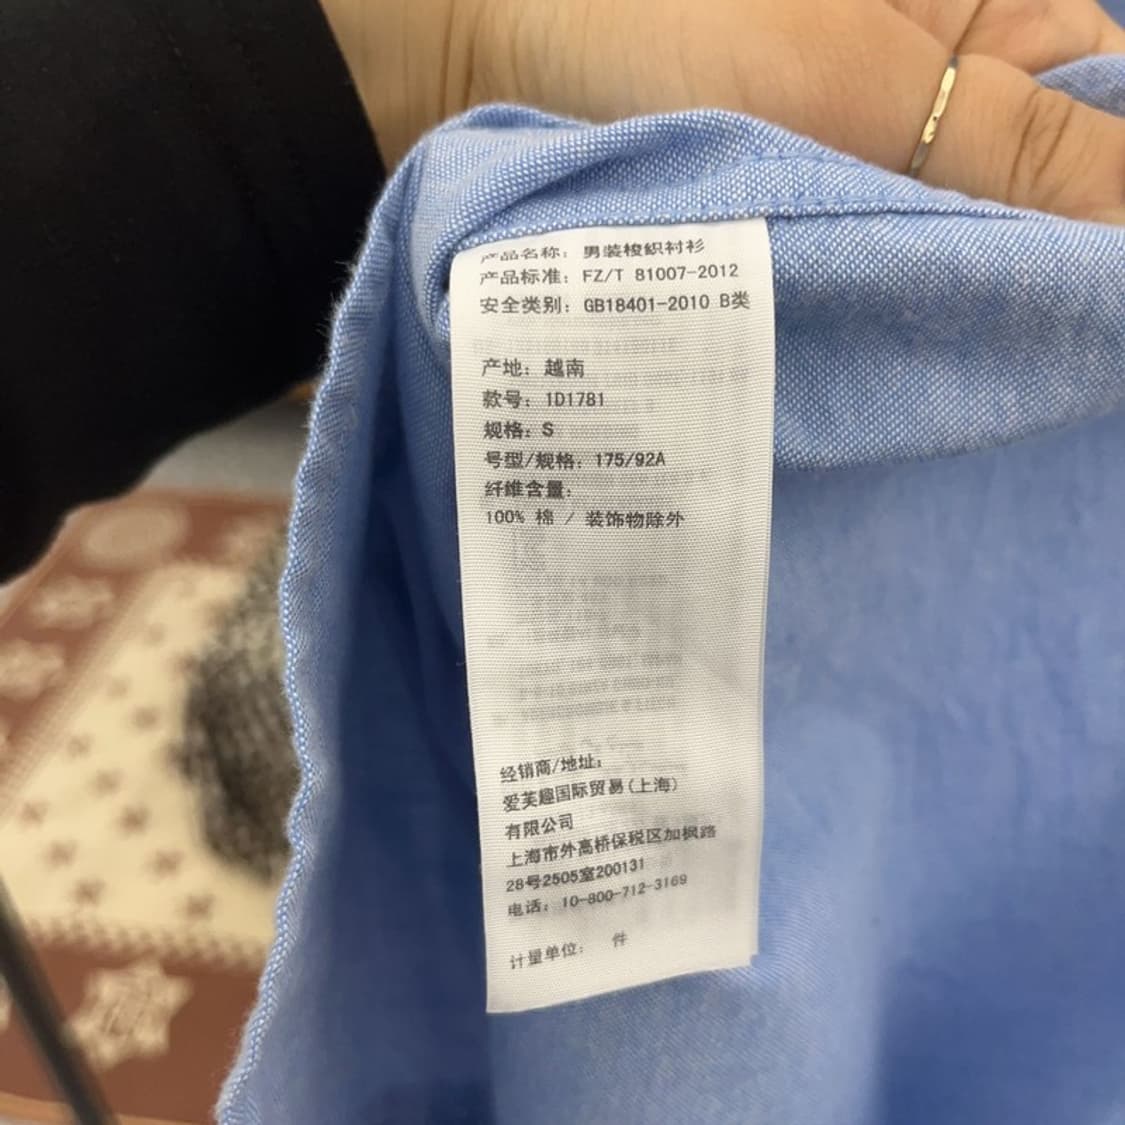 产品名称：男装梭织衬衫
产品标准：FZ/T 81007-2012
安全类别：GB18401-2010 B类
产地：越南
款号：1D1781
规格：S
号型/规格：175/92A
纤维含量：
100% 棉 / 装饰物除外
经销商/地址：
爱芙趣国际贸易(上海)
有限公司
上海市外高桥保税区加枫路
28号2505室200131
电话：10-800-712-3169
计量单位： 件